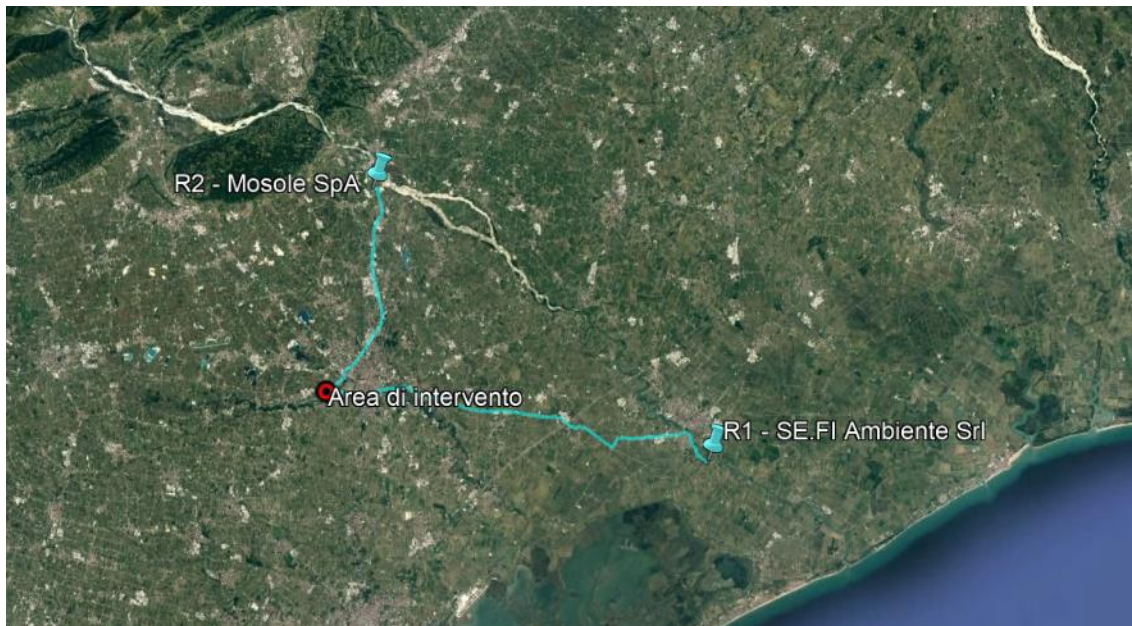 R2 - Mosole SpA
Area di intervento
R1 - SE.FI Ambiente Srl